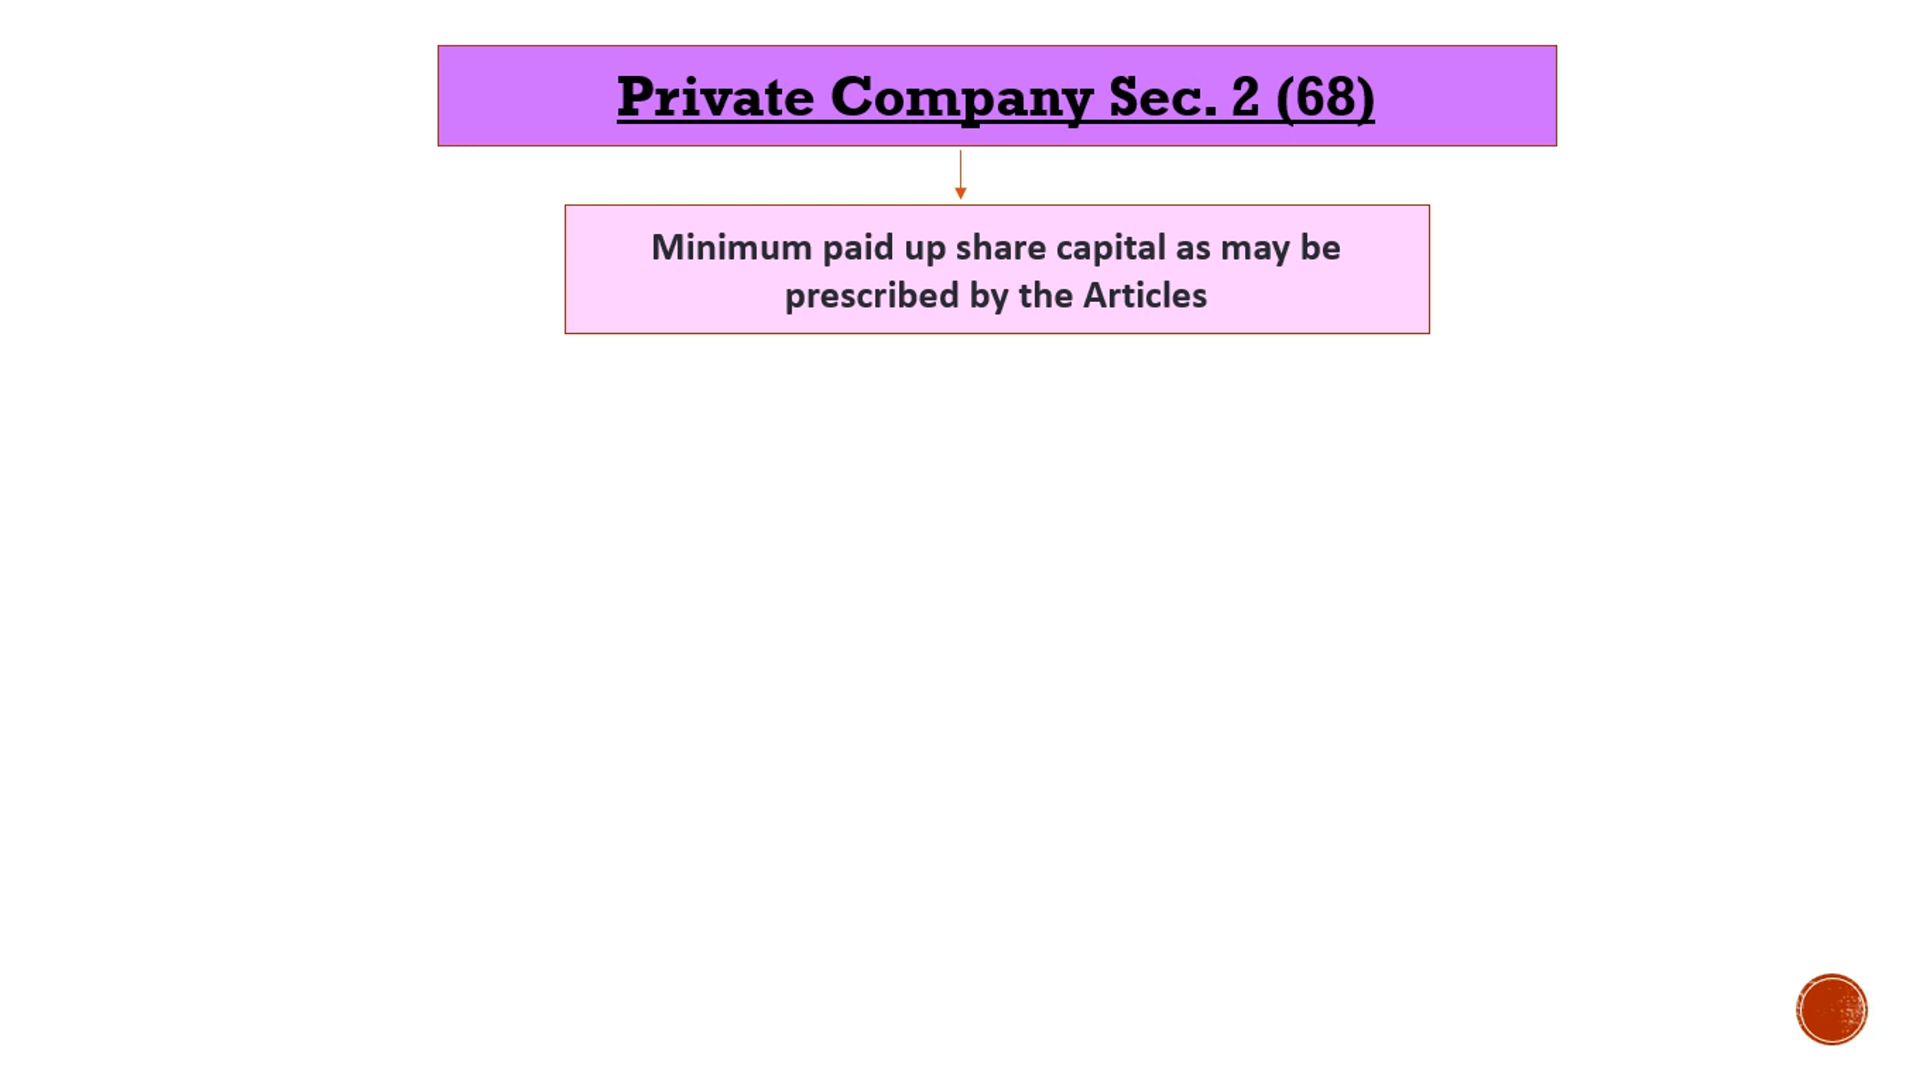 Private Company Sec. 2 (68)
Minimum paid up share capital as may be
prescribed by the Articles